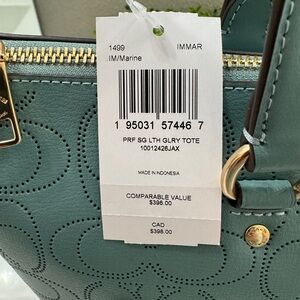 1499 IMMAR
IM/Marine
1 95031 57446 7
PRF SG LTH GLRY TOTE
10012426JAX
MADE IN INDONESIA
COMPARABLE VALUE
$398.00
CAD
$398.00